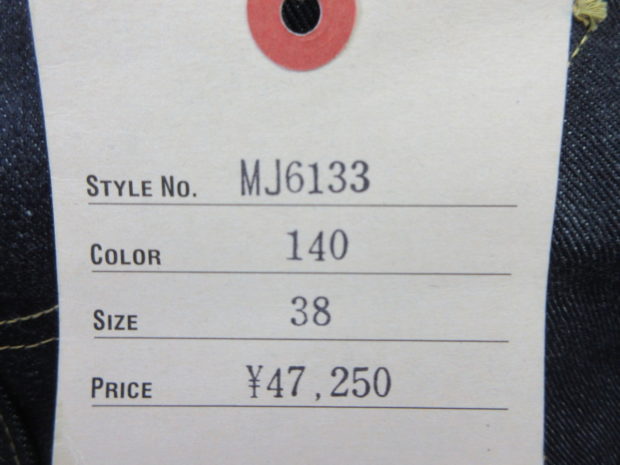 STYLE NO. MJ6133
COLOR 140
SIZE 38
PRICE ¥47,250